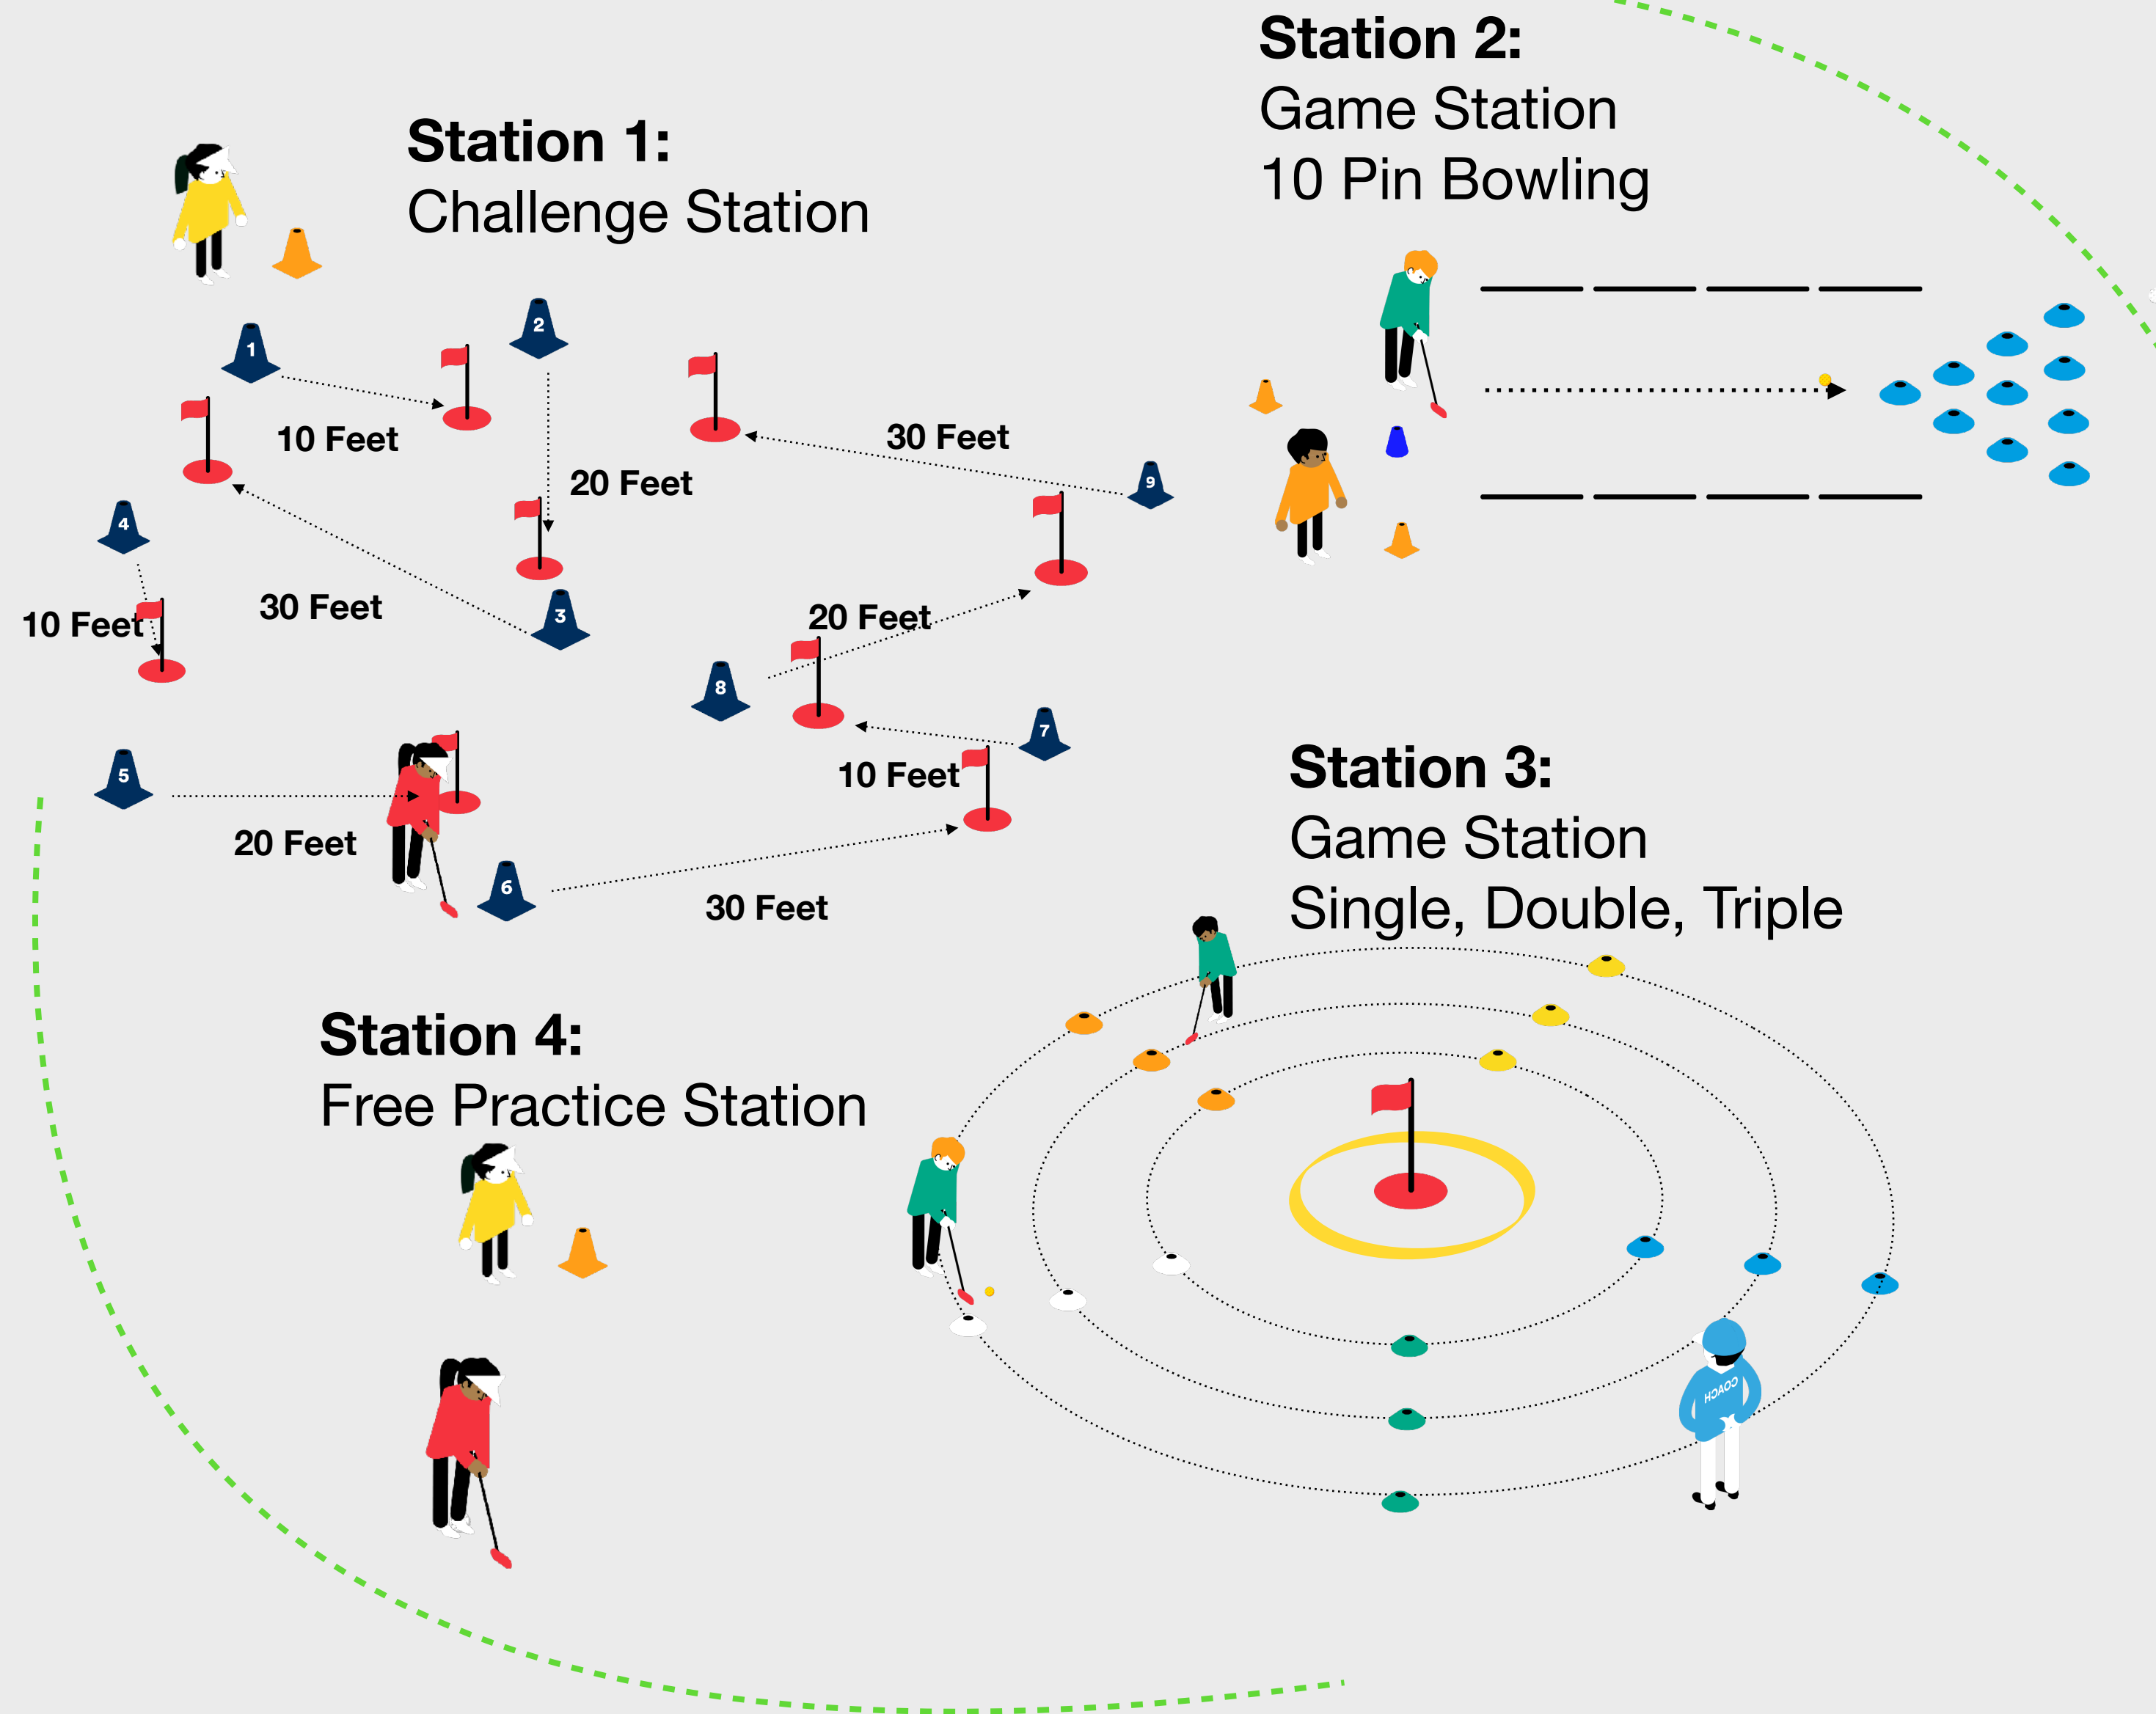 Station 1:
Challenge Station
1
2
10 Feet
20 Feet
30 Feet
9
4
3
30 Feet
10 Feet
20 Feet
8
7
10 Feet
5
20 Feet
6
30 Feet
Station 2:
Game Station
10 Pin Bowling
Station 3:
Game Station
Single, Double, Triple
COACH
Station 4:
Free Practice Station